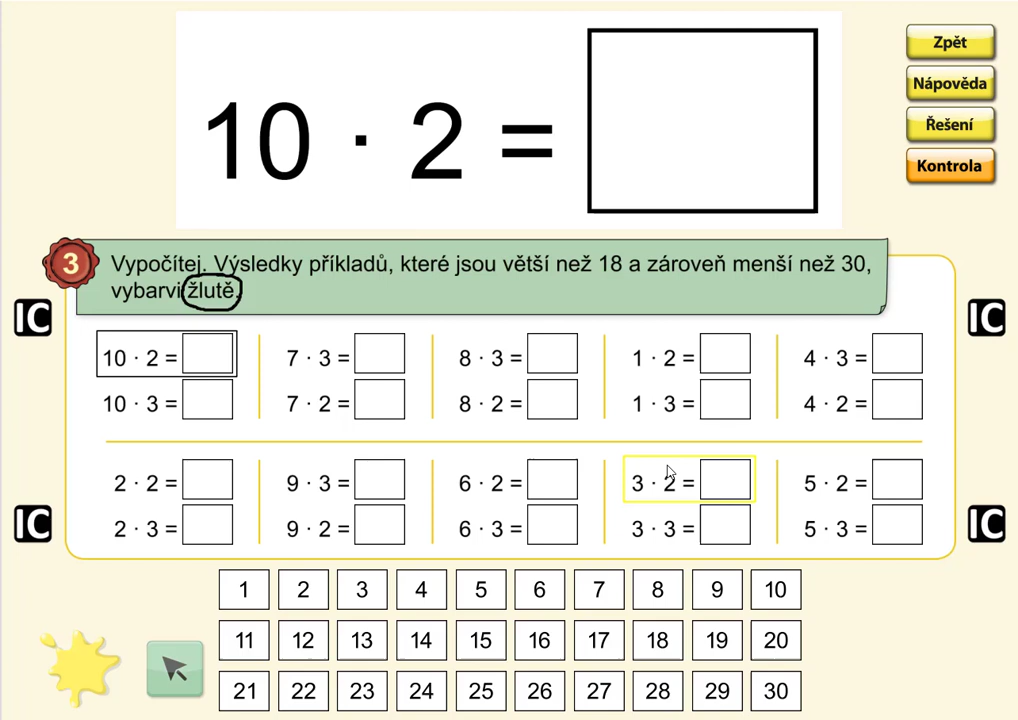 10 · 2 =
Zpět
Nápověda
Řešení
Kontrola
3
Vypočítej. Výsledky příkladů, které jsou větší než 18 a zároveň menší než 30,
vybarvi žlutě.
IC
IC
10 · 2 = 7 · 3 = 8 · 3 = 1 · 2 = 4 · 3 =
10 · 3 = 7 · 2 = 8 · 2 = 1 · 3 = 4 · 2 =
2 · 2 = 9 · 3 = 6 · 2 = 3 · 2 = 5 · 2 =
2 · 3 = 9 · 2 = 6 · 3 = 3 · 3 = 5 · 3 =
IC
IC
1 2 3 4 5 6 7 8 9 10
11 12 13 14 15 16 17 18 19 20
21 22 23 24 25 26 27 28 29 30